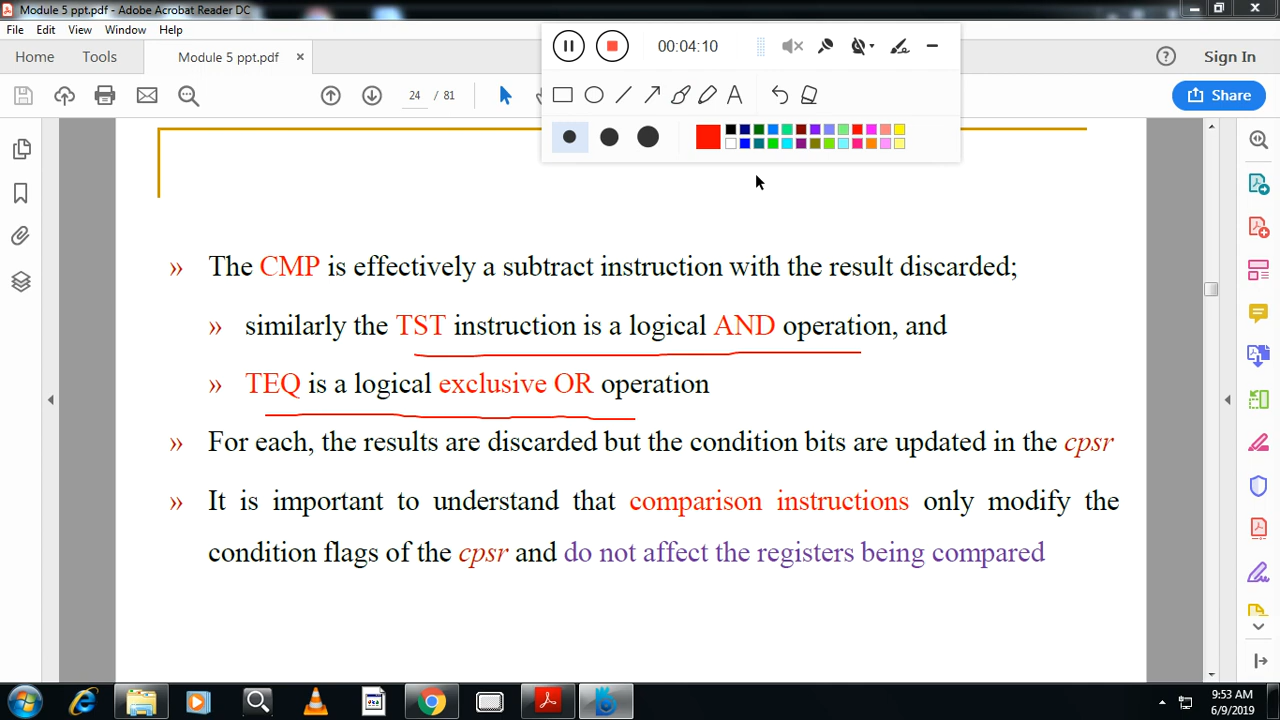 Module 5 ppt.pdf - Adobe Acrobat Reader DC
File Edit View Window Help
Home Tools Module 5 ppt.pdf × Sign In
00:04:10
24 / 81 Share
» The CMP is effectively a subtract instruction with the result discarded;
» similarly the TST instruction is a logical AND operation, and
» TEQ is a logical exclusive OR operation
» For each, the results are discarded but the condition bits are updated in the cpsr
» It is important to understand that comparison instructions only modify the
condition flags of the cpsr and do not affect the registers being compared
9:53 AM
6/9/2019